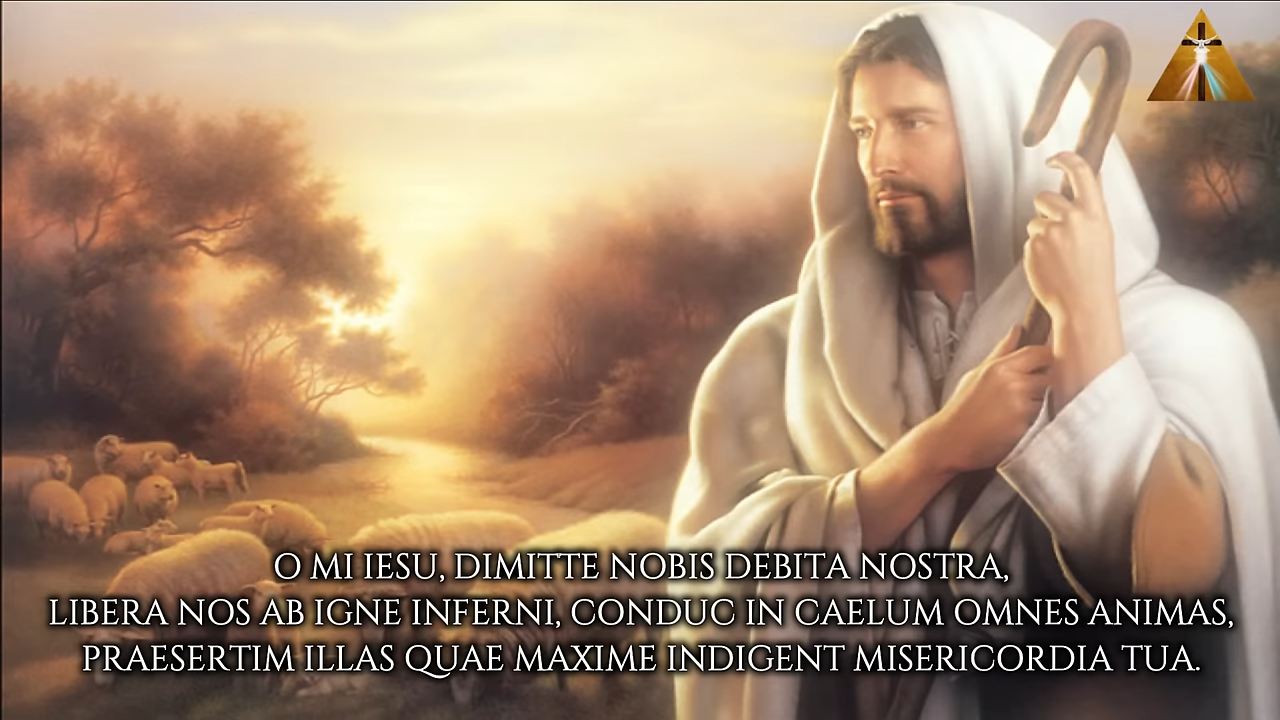 O MI IESU, DIMITTE NOBIS DEBITA NOSTRA,
LIBERA NOS AB IGNE INFERNI, CONDUC IN CAELUM OMNES ANIMAS,
PRAESERTIM ILLAS QUAE MAXIME INDIGENT MISERICORDIA TUA.